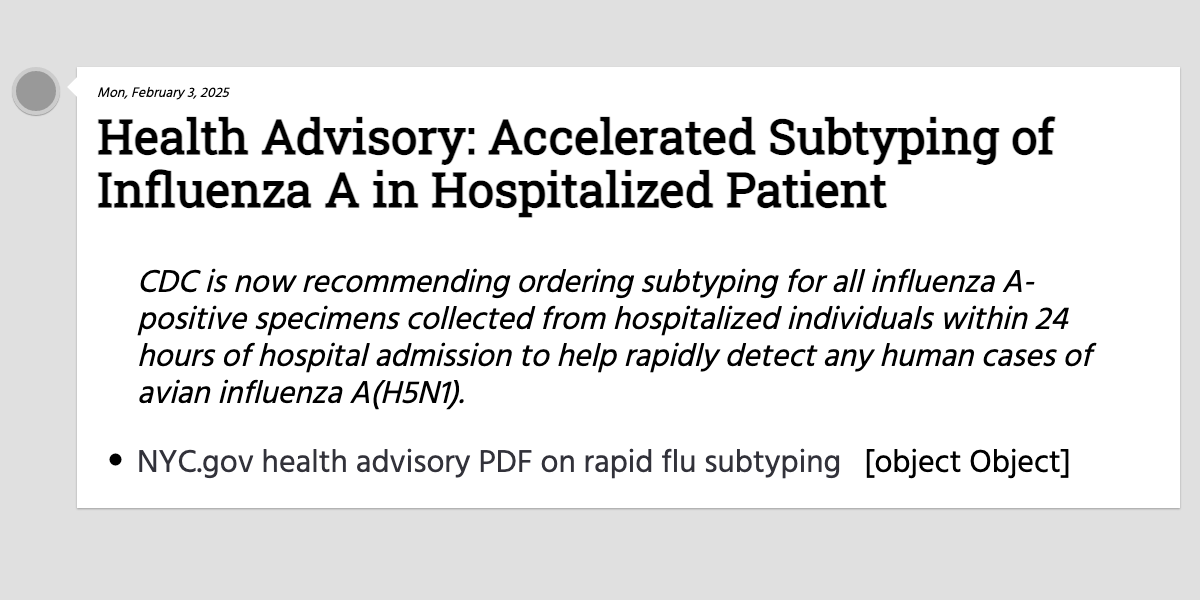 Mon, February 3, 2025
Health Advisory: Accelerated Subtyping of
Influenza A in Hospitalized Patient
CDC is now recommending ordering subtyping for all influenza A-
positive specimens collected from hospitalized individuals within 24
hours of hospital admission to help rapidly detect any human cases of
avian influenza A(H5N1).
• NYC.gov health advisory PDF on rapid flu subtyping [object Object]